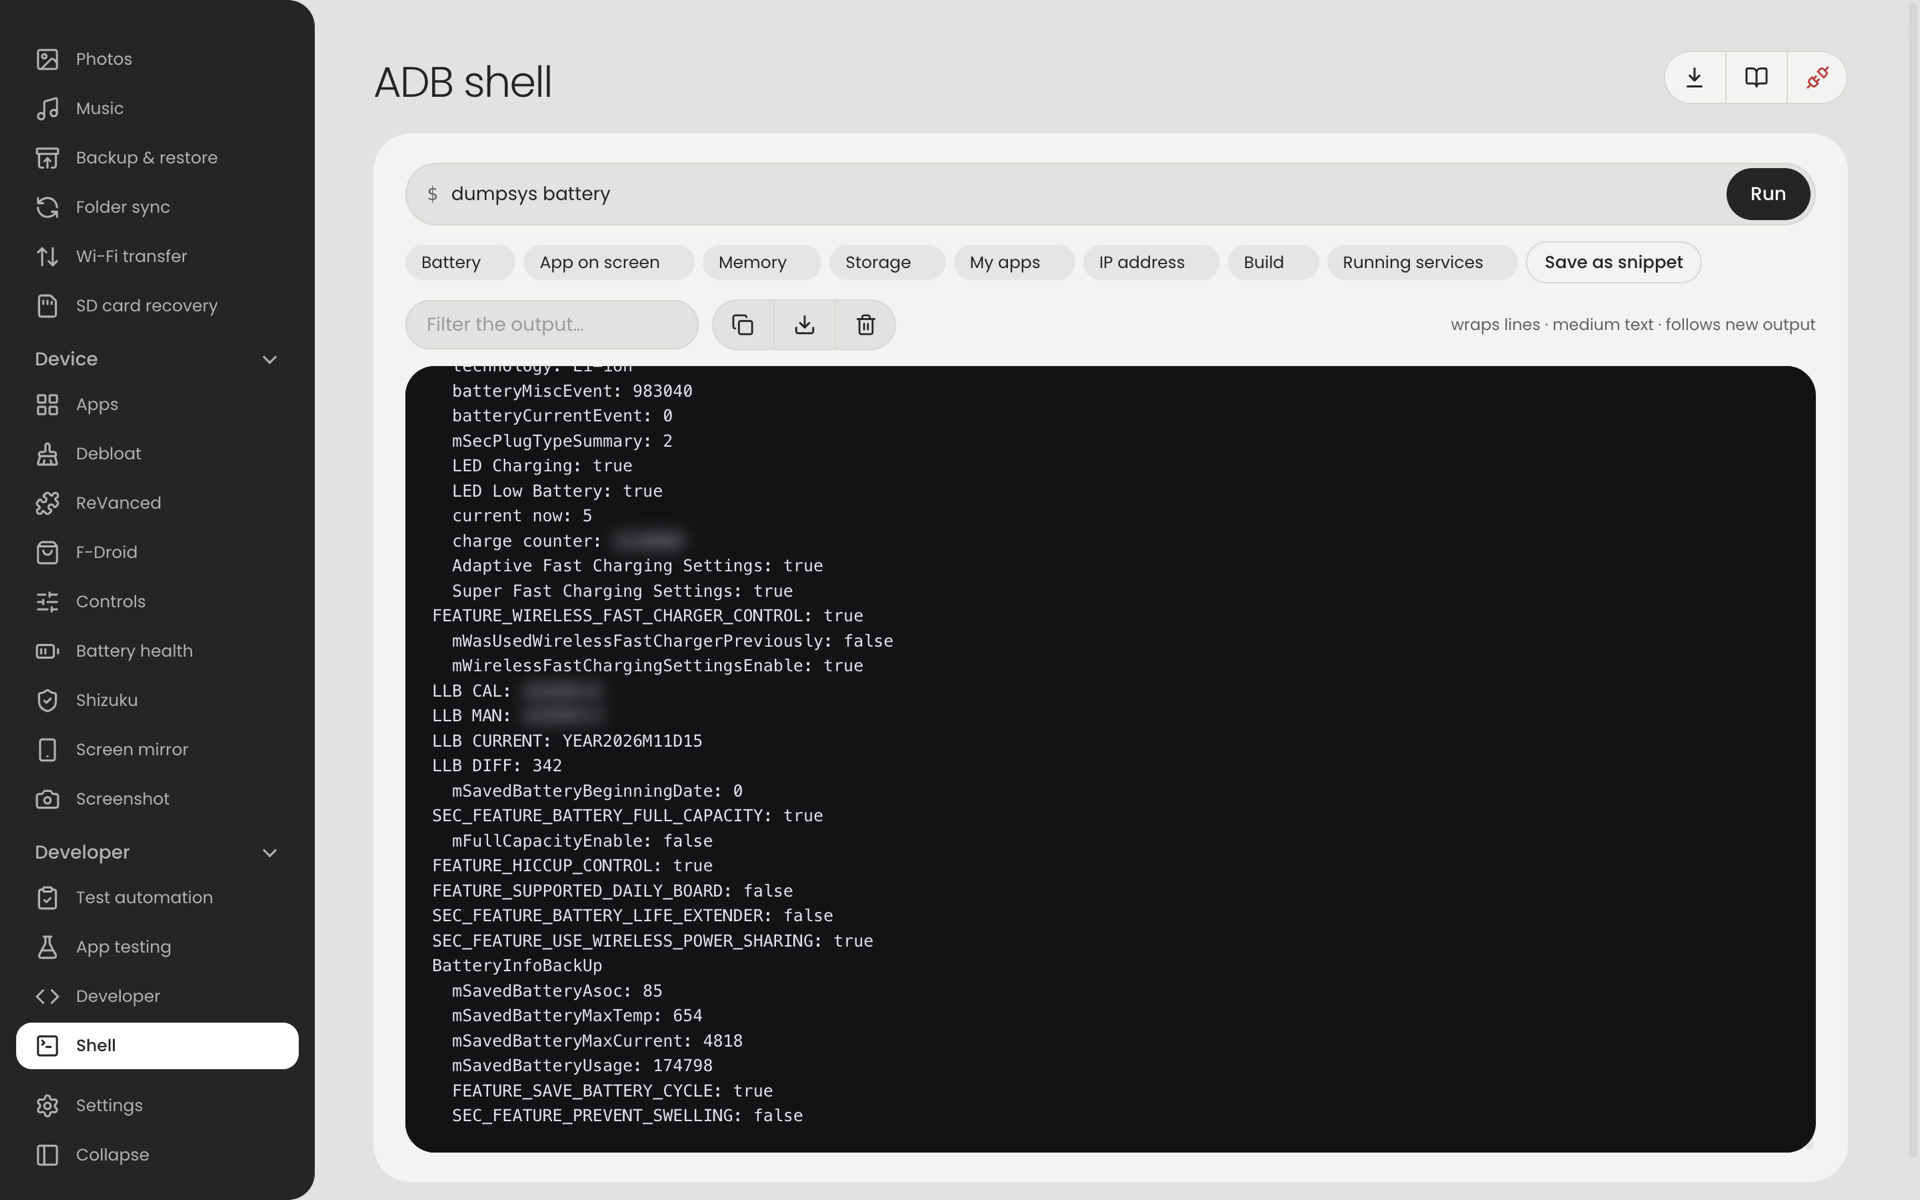 Photos
Music
Backup & restore
Folder sync
Wi-Fi transfer
SD card recovery
Device
Apps
Debloat
ReVanced
F-Droid
Controls
Battery health
Shizuku
Screen mirror
Screenshot
Developer
Test automation
App testing
Developer
Shell
Settings
Collapse
ADB shell
$ dumpsys battery
Run
Battery
App on screen
Memory
Storage
My apps
IP address
Build
Running services
Save as snippet
Filter the output...
wraps lines · medium text · follows new output
technology: Li-ion
batteryMiscEvent: 983040
batteryCurrentEvent: 0
mSecPlugTypeSummary: 2
LED Charging: true
LED Low Battery: true
current now: 5
charge counter:
Adaptive Fast Charging Settings: true
Super Fast Charging Settings: true
FEATURE_WIRELESS_FAST_CHARGER_CONTROL: true
mWasUsedWirelessFastChargerPreviously: false
mWirelessFastChargingSettingsEnable: true
LLB CAL:
LLB MAN:
LLB CURRENT: YEAR2026M11D15
LLB DIFF: 342
mSavedBatteryBeginningDate: 0
SEC_FEATURE_BATTERY_FULL_CAPACITY: true
mFullCapacityEnable: false
FEATURE_HICCUP_CONTROL: true
FEATURE_SUPPORTED_DAILY_BOARD: false
SEC_FEATURE_BATTERY_LIFE_EXTENDER: false
SEC_FEATURE_USE_WIRELESS_POWER_SHARING: true
BatteryInfoBackUp
mSavedBatteryAsoc: 85
mSavedBatteryMaxTemp: 654
mSavedBatteryMaxCurrent: 4818
mSavedBatteryUsage: 174798
FEATURE_SAVE_BATTERY_CYCLE: true
SEC_FEATURE_PREVENT_SWELLING: false